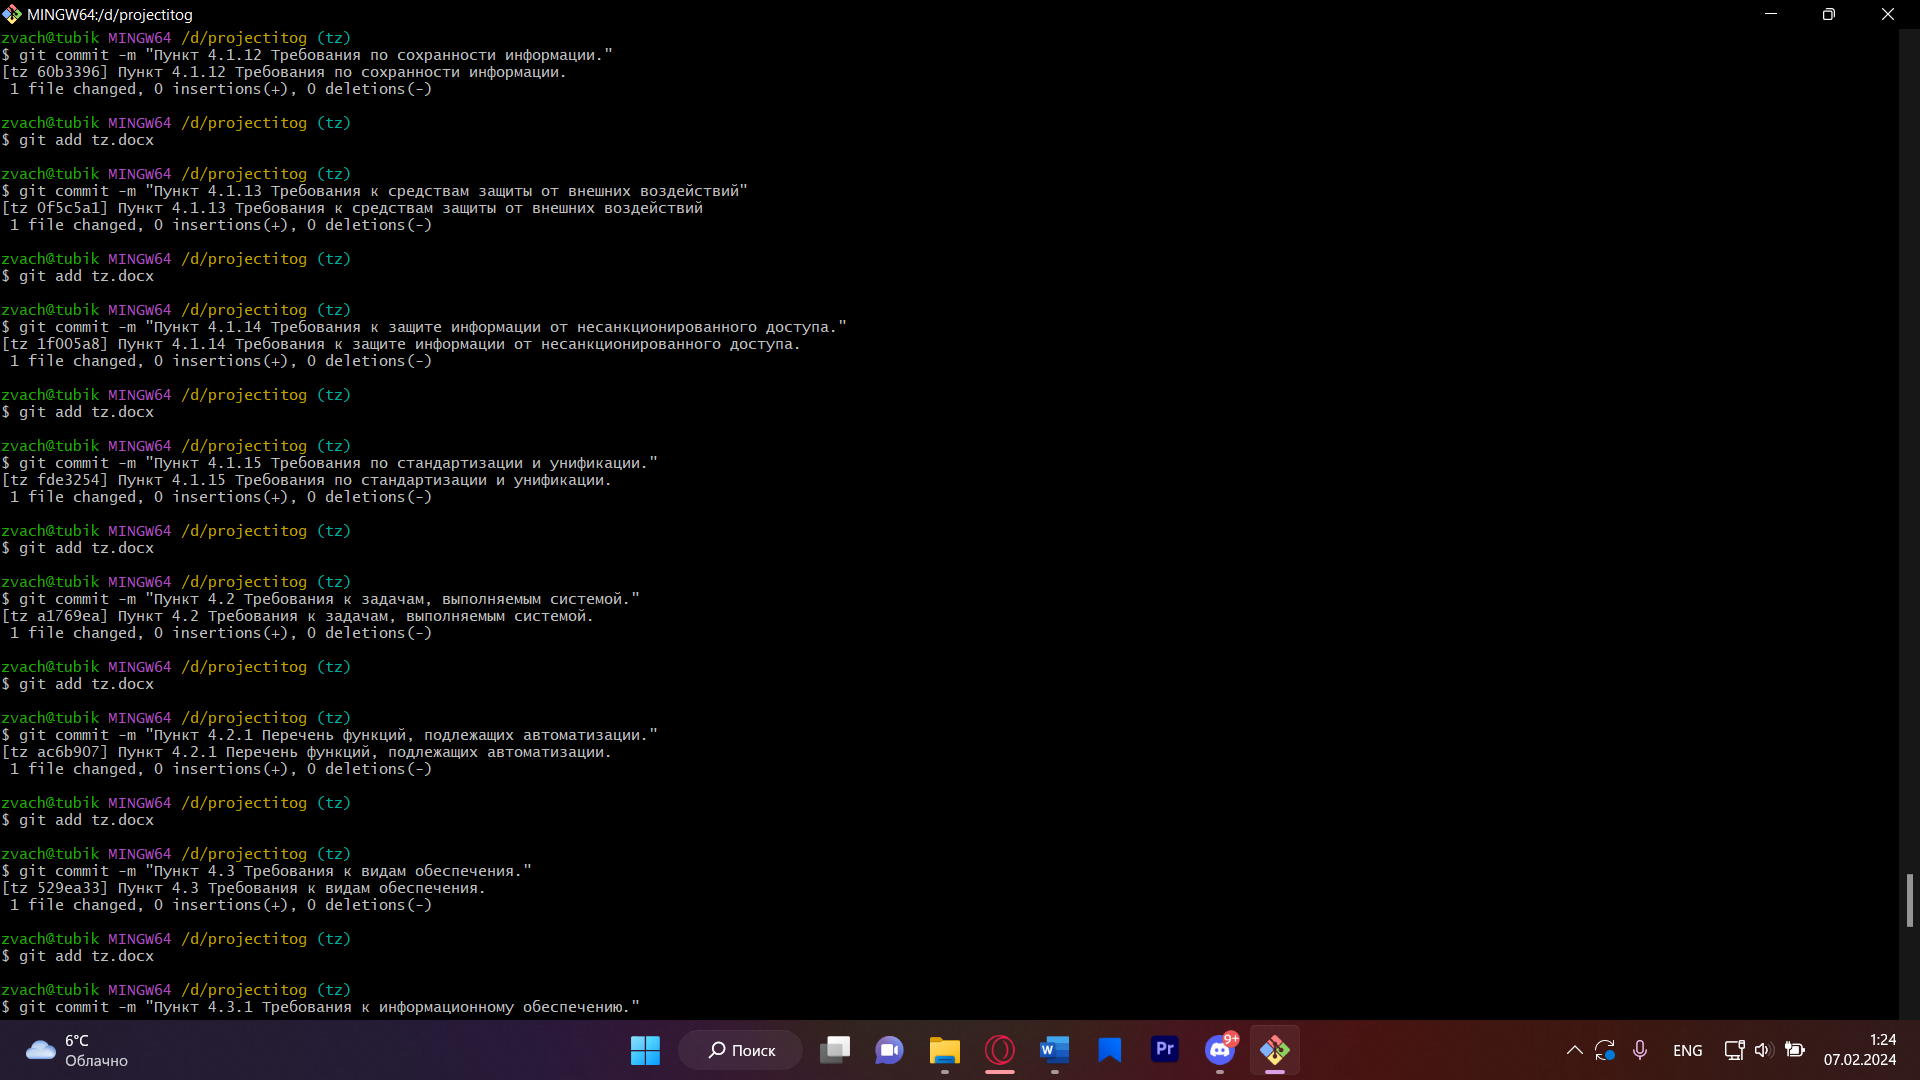 MINGW64:/d/projectitog
zvach@tubik MINGW64 /d/projectitog (tz)
$ git commit -m "Пункт 4.1.12 Требования по сохранности информации."
[tz 60b3396] Пункт 4.1.12 Требования по сохранности информации.
 1 file changed, 0 insertions(+), 0 deletions(-)
zvach@tubik MINGW64 /d/projectitog (tz)
$ git add tz.docx
zvach@tubik MINGW64 /d/projectitog (tz)
$ git commit -m "Пункт 4.1.13 Требования к средствам защиты от внешних воздействий"
[tz 0f5c5a1] Пункт 4.1.13 Требования к средствам защиты от внешних воздействий
 1 file changed, 0 insertions(+), 0 deletions(-)
zvach@tubik MINGW64 /d/projectitog (tz)
$ git add tz.docx
zvach@tubik MINGW64 /d/projectitog (tz)
$ git commit -m "Пункт 4.1.14 Требования к защите информации от несанкционированного доступа."
[tz 1f005a8] Пункт 4.1.14 Требования к защите информации от несанкционированного доступа.
 1 file changed, 0 insertions(+), 0 deletions(-)
zvach@tubik MINGW64 /d/projectitog (tz)
$ git add tz.docx
zvach@tubik MINGW64 /d/projectitog (tz)
$ git commit -m "Пункт 4.1.15 Требования по стандартизации и унификации."
[tz fde3254] Пункт 4.1.15 Требования по стандартизации и унификации.
 1 file changed, 0 insertions(+), 0 deletions(-)
zvach@tubik MINGW64 /d/projectitog (tz)
$ git add tz.docx
zvach@tubik MINGW64 /d/projectitog (tz)
$ git commit -m "Пункт 4.2 Требования к задачам, выполняемым системой."
[tz a1769ea] Пункт 4.2 Требования к задачам, выполняемым системой.
 1 file changed, 0 insertions(+), 0 deletions(-)
zvach@tubik MINGW64 /d/projectitog (tz)
$ git add tz.docx
zvach@tubik MINGW64 /d/projectitog (tz)
$ git commit -m "Пункт 4.2.1 Перечень функций, подлежащих автоматизации."
[tz ac6b907] Пункт 4.2.1 Перечень функций, подлежащих автоматизации.
 1 file changed, 0 insertions(+), 0 deletions(-)
zvach@tubik MINGW64 /d/projectitog (tz)
$ git add tz.docx
zvach@tubik MINGW64 /d/projectitog (tz)
$ git commit -m "Пункт 4.3 Требования к видам обеспечения."
[tz 529ea33] Пункт 4.3 Требования к видам обеспечения.
 1 file changed, 0 insertions(+), 0 deletions(-)
zvach@tubik MINGW64 /d/projectitog (tz)
$ git add tz.docx
zvach@tubik MINGW64 /d/projectitog (tz)
$ git commit -m "Пункт 4.3.1 Требования к информационному обеспечению."
6°C
Облачно
Поиск
W
Pr
9+
ENG
1:24
07.02.2024